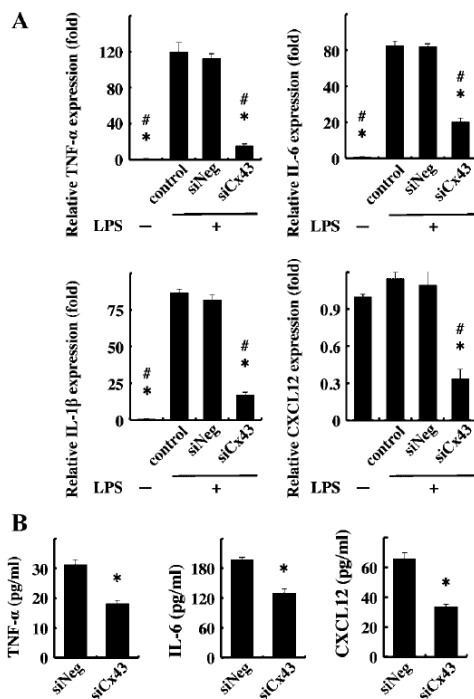 A
Relative TNF-α expression (fold)
120
80
40
0
#
*
#
*
control
siNeg
siCx43
LPS
−
+
Relative IL-6 expression (fold)
80
40
20
0
#
*
#
*
control
siNeg
siCx43
LPS
−
+
Relative IL-1β expression (fold)
75
50
25
0
#
*
#
*
control
siNeg
siCx43
LPS
−
+
Relative CXCL12 expression (fold)
0.9
0.6
0.3
0
#
*
control
siNeg
siCx43
LPS
−
+
B
TNF-α (pg/ml)
30
20
10
0
*
siNeg
siCx43
IL-6 (pg/ml)
180
120
60
0
*
siNeg
siCx43
CXCL12 (pg/ml)
60
40
20
0
*
siNeg
siCx43